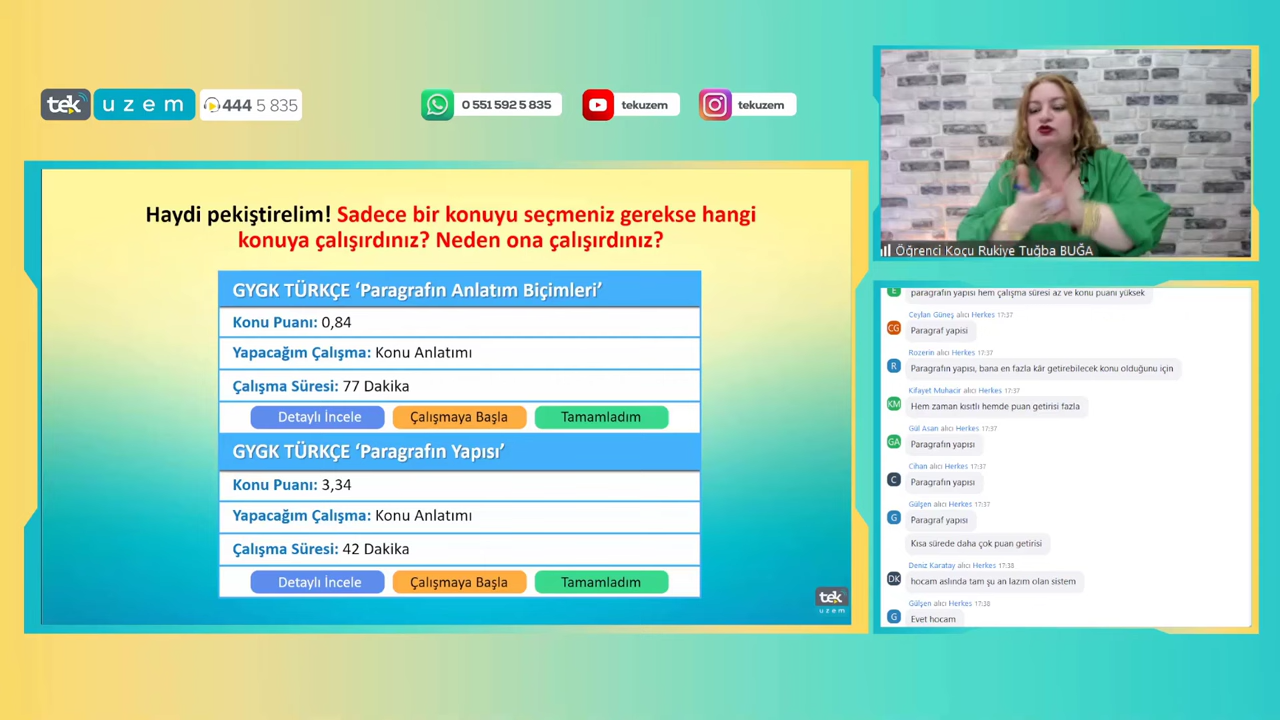 tek uzem 444 5 835
0 551 592 5 835
tekuzem
tekuzem
Haydi pekiştirelim! Sadece bir konuyu seçmeniz gerekse hangi
konuya çalışırdınız? Neden ona çalışırdınız?
GYGK TÜRKÇE ‘Paragrafın Anlatım Biçimleri’
Konu Puanı: 0,84
Yapacağım Çalışma: Konu Anlatımı
Çalışma Süresi: 77 Dakika
Detaylı İncele Çalışmaya Başla Tamamladım
GYGK TÜRKÇE ‘Paragrafın Yapısı’
Konu Puanı: 3,34
Yapacağım Çalışma: Konu Anlatımı
Çalışma Süresi: 42 Dakika
Detaylı İncele Çalışmaya Başla Tamamladım
tek
uzem
Öğrenci Koçu Rukiye Tuğba BUĞA
E
paragrafın yapısı hem çalışma süresi az ve konu puanı yüksek
Ceylan Güneş alıcı Herkes 17:37
CG
Paragraf yapisi
Rozerin alıcı Herkes 17:37
R
Paragrafın yapısı, bana en fazla kâr getirebilecek konu olduğunu için
Kıfayet Muhacir alıcı Herkes 17:37
KM
Hem zaman kısıtlı hemde puan getirisi fazla
Gül Asan alıcı Herkes 17:37
GA
Paragrafın yapısı
Cihan alıcı Herkes 17:37
C
Paragrafın yapısı
Gülşen alıcı Herkes 17:37
G
Paragraf yapısı
Kısa sürede daha çok puan getirisi
Deniz Karatay alıcı Herkes 17:38
DK
hocam aslında tam şu an lazım olan sistem
Gülşen alıcı Herkes 17:38
G
Evet hocam